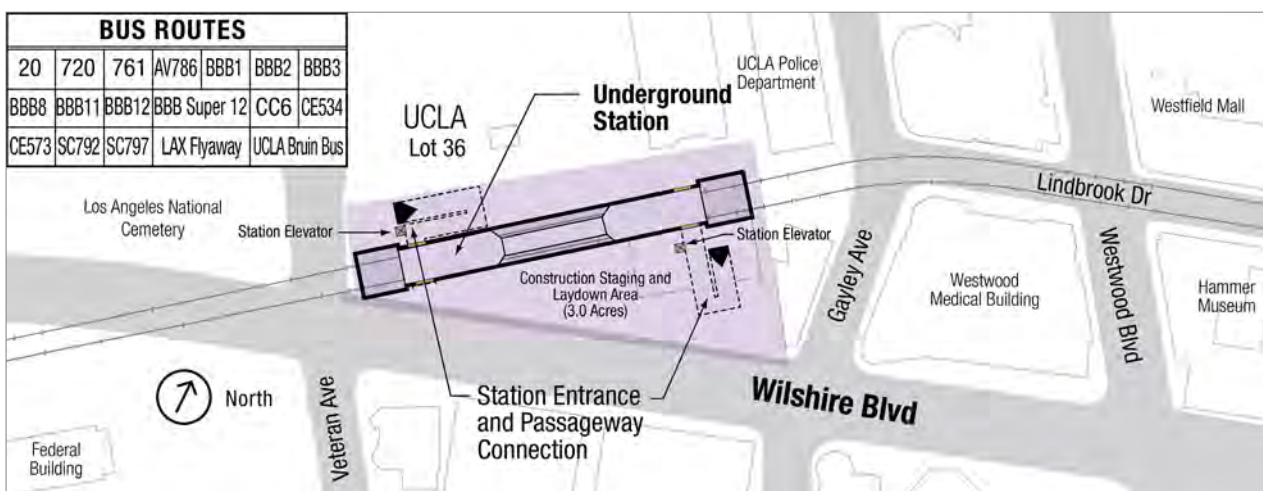 BUS ROUTES
20 720 761 AV786 BBB1 BBB2 BBB3
BBB8 BBB11 BBB12 BBB Super 12 CC6 CE534
CE573 SC792 SC797 LAX Flyaway UCLA Bruin Bus
UCLA
Lot 36
Underground
Station
UCLA Police
Department
Westfield Mall
Los Angeles National
Cemetery
Station Elevator
Station Elevator
Construction Staging and
Laydown Area
(3.0 Acres)
Lindbrook Dr
Gayley Ave
Westwood
Medical Building
Westwood Blvd
Hammer
Museum
North
Veteran Ave
Station Entrance
and Passageway
Connection
Wilshire Blvd
Federal
Building